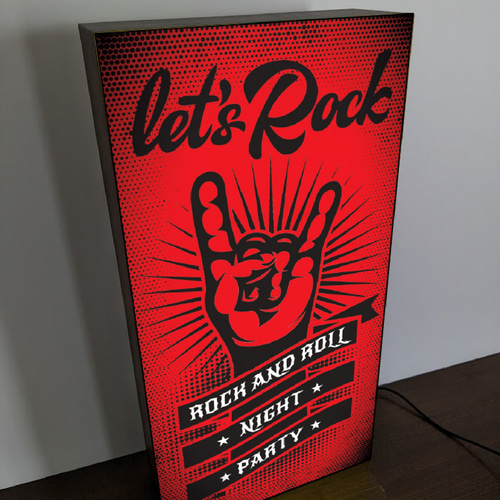 let's Rock
ROCK AND ROLL
NIGHT
PARTY